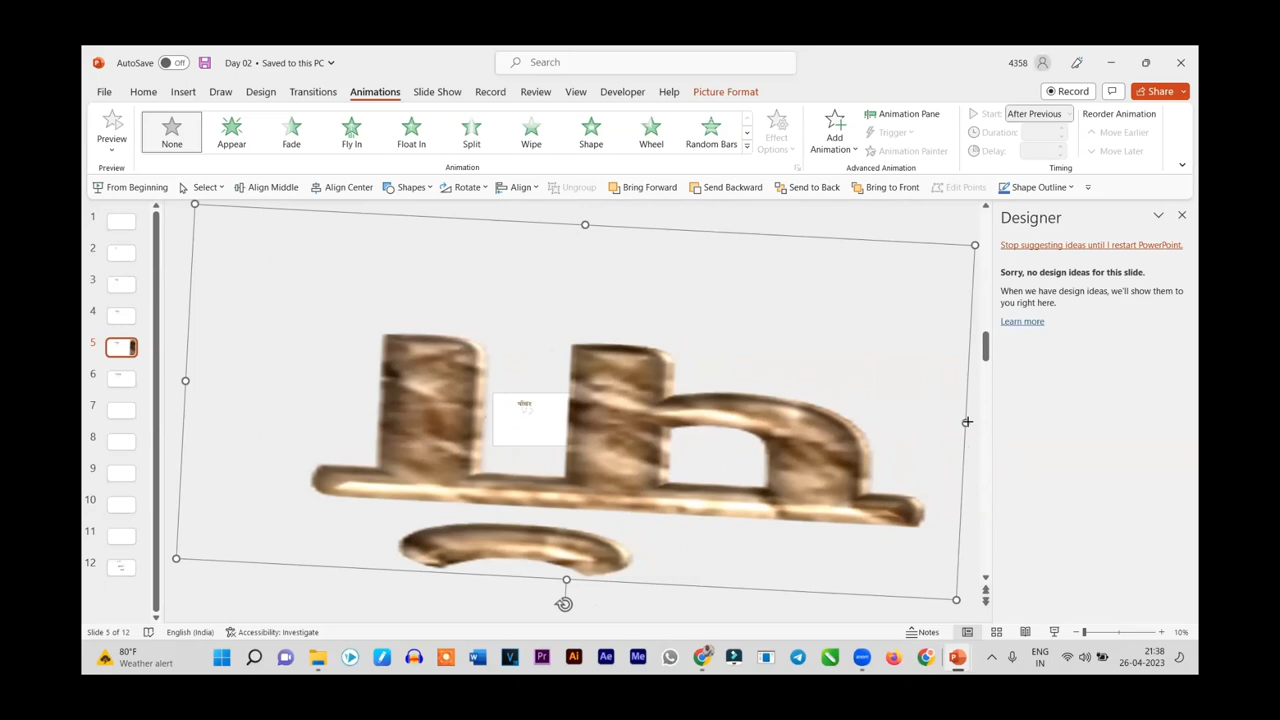 AutoSave Off Day 02 • Saved to this PC Search 4358
File Home Insert Draw Design Transitions Animations Slide Show Record Review View Developer Help Picture Format Record Share
Preview None Appear Fade Fly In Float In Split Wipe Shape Wheel Random Bars Effect Options Add Animation Animation Pane Trigger Animation Painter Start: After Previous Duration: Delay: Reorder Animation Move Earlier Move Later
Preview Animation Advanced Animation Timing
From Beginning Select Align Middle Align Center Shapes Rotate Align Ungroup Bring Forward Send Backward Send to Back Bring to Front Edit Points Shape Outline
Designer
Stop suggesting ideas until I restart PowerPoint.
Sorry, no design ideas for this slide.
When we have design ideas, we'll show them to
you right here.
Learn more
1
2
3
4
5
6
7
8
9
10
11
12
Slide 5 of 12 English (India) Accessibility: Investigate Notes 10%
80°F
Weather alert
ENG
IN
21:38
26-04-2023